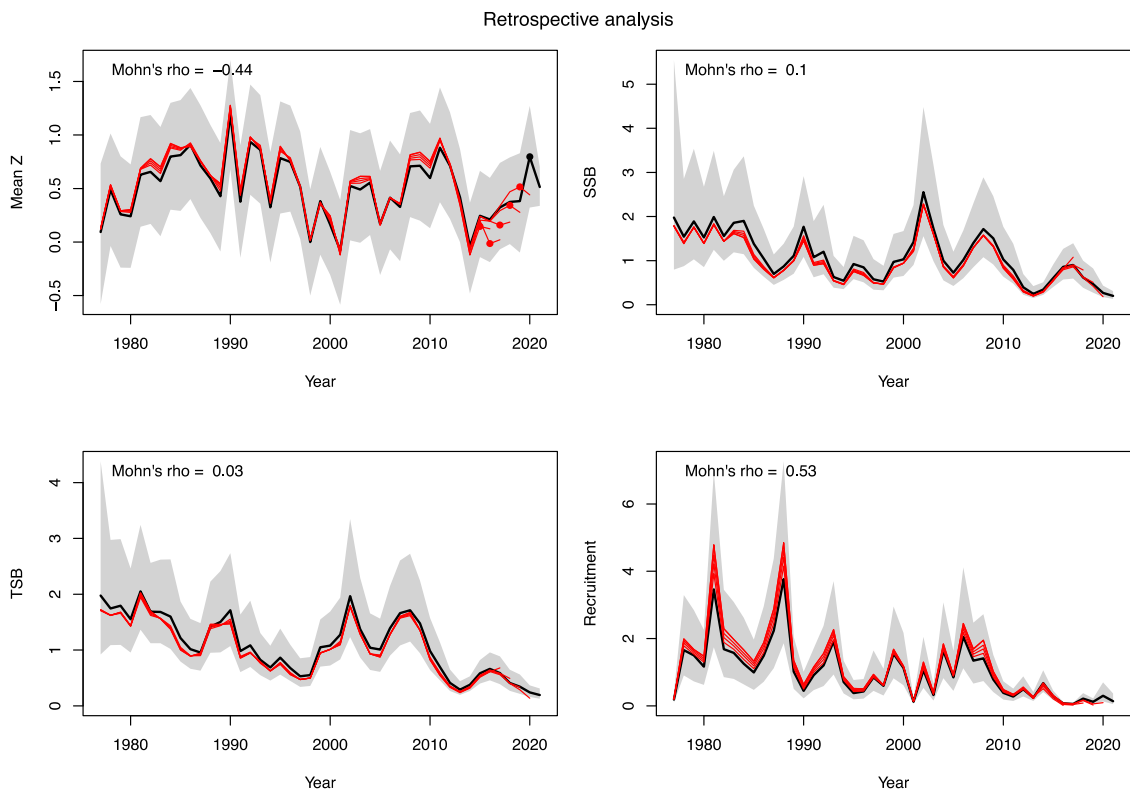 Retrospective analysis
Mohn's rho = −0.44
Mean Z
1.5
1.0
0.5
0.0
−0.5
1980 1990 2000 2010 2020
Year
Mohn's rho = 0.1
SSB
5
4
3
2
1
0
1980 1990 2000 2010 2020
Year
Mohn's rho = 0.03
TSB
4
3
2
1
0
1980 1990 2000 2010 2020
Year
Mohn's rho = 0.53
Recruitment
6
4
2
0
1980 1990 2000 2010 2020
Year